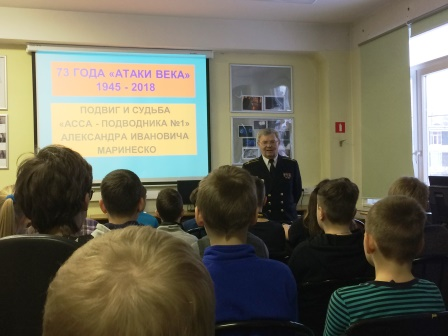 73 ГОДА «АТАКИ ВЕКА»
1945 - 2018
ПОДВИГ И СУДЬБА
«АССА - ПОДВОДНИКА №1»
АЛЕКСАНДРА ИВАНОВИЧА
МАРИНЕСКО